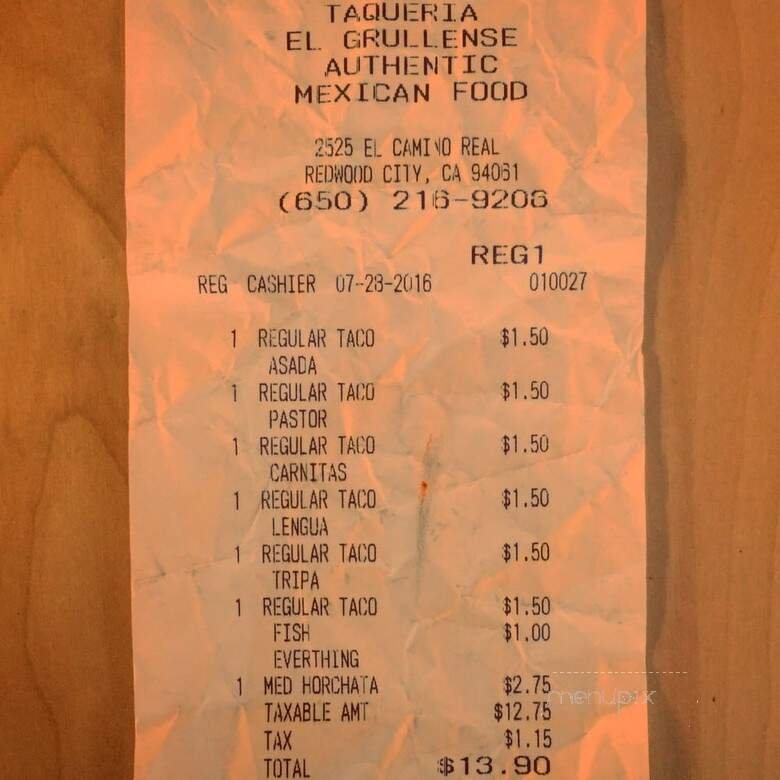 TAQUERIA
EL GRULLENSE
AUTHENTIC
MEXICAN FOOD
2525 EL CAMINO REAL
REDWOOD CITY, CA 94061
(650) 216-9206
REG1
REG CASHIER 07-28-2016 010027
1 REGULAR TACO $1.50
ASADA
1 REGULAR TACO $1.50
PASTOR
1 REGULAR TACO $1.50
CARNITAS
1 REGULAR TACO $1.50
LENGUA
1 REGULAR TACO $1.50
TRIPA
1 REGULAR TACO $1.50
FISH $1.00
EVERTHING
1 MED HORCHATA $2.75
menupix
TAXABLE AMT $12.75
TAX $1.15
TOTAL $13.90